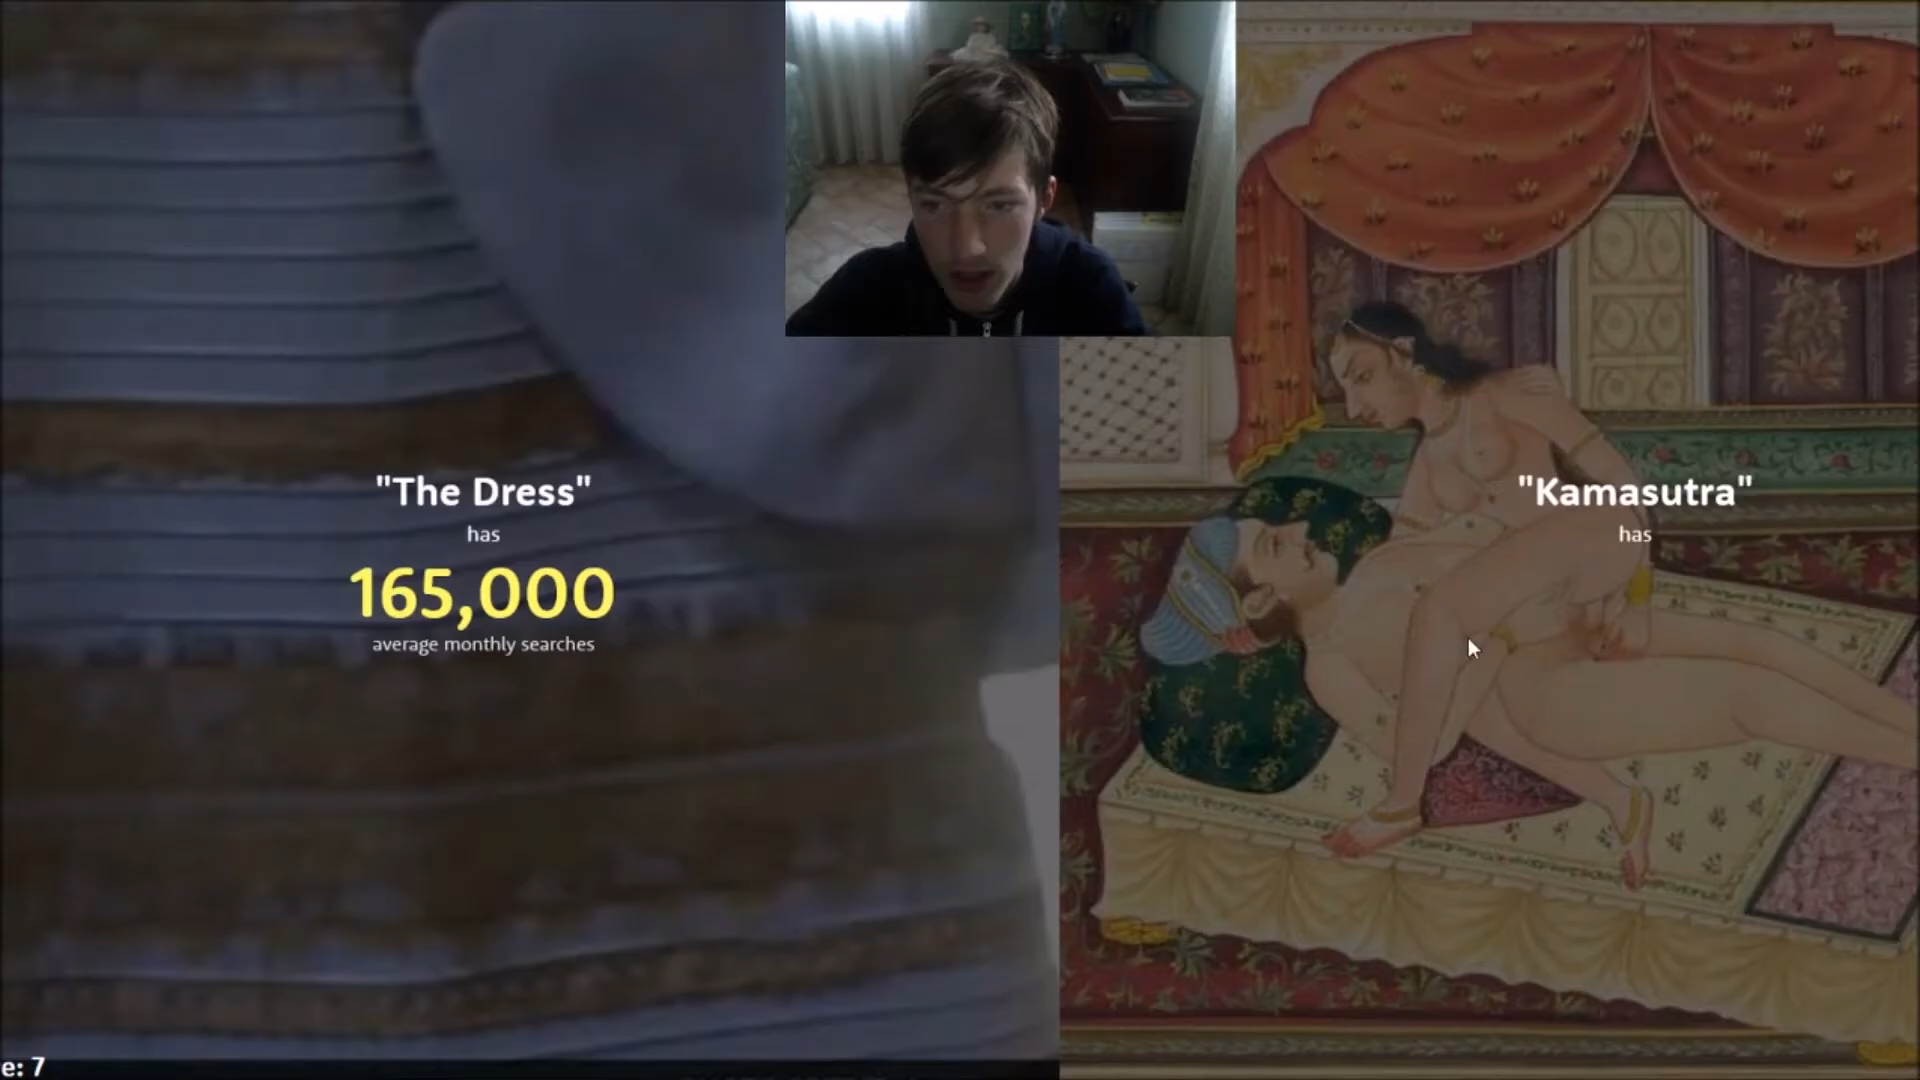 "The Dress"
has
165,000
average monthly searches
"Kamasutra"
has
e: 7